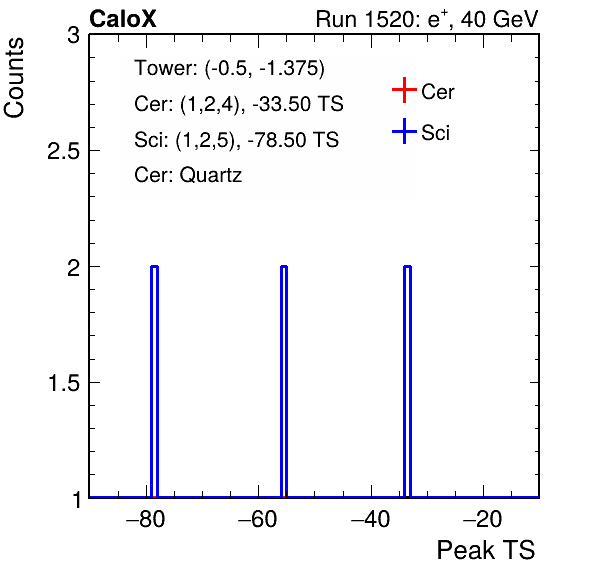 CaloX Run 1520: e⁺, 40 GeV
Counts
3
2.5
2
1.5
1
Tower: (-0.5, -1.375)
Cer: (1,2,4), -33.50 TS
Sci: (1,2,5), -78.50 TS
Cer: Quartz
Cer
Sci
−80 −60 −40 −20
Peak TS